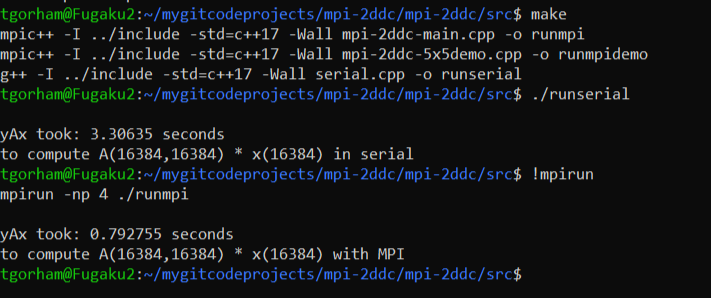 tgorham@Fugaku2:~/mygitcodeprojects/mpi-2ddc/mpi-2ddc/src$ make
mpic++ -I ../include -std=c++17 -Wall mpi-2ddc-main.cpp -o runmpi
mpic++ -I ../include -std=c++17 -Wall mpi-2ddc-5x5demo.cpp -o runmpidemo
g++ -I ../include -std=c++17 -Wall serial.cpp -o runserial
tgorham@Fugaku2:~/mygitcodeprojects/mpi-2ddc/mpi-2ddc/src$ ./runserial
yAx took: 3.30635 seconds
to compute A(16384,16384) * x(16384) in serial
tgorham@Fugaku2:~/mygitcodeprojects/mpi-2ddc/mpi-2ddc/src$ !mpirun
mpirun -np 4 ./runmpi
yAx took: 0.792755 seconds
to compute A(16384,16384) * x(16384) with MPI
tgorham@Fugaku2:~/mygitcodeprojects/mpi-2ddc/mpi-2ddc/src$